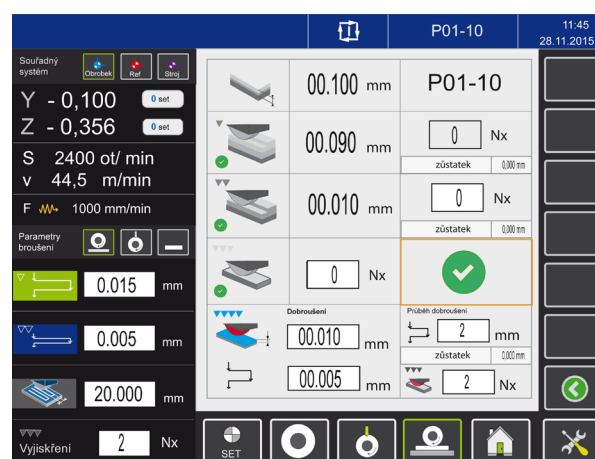 P01-10
11:45
28.11.2015
Souřadný
systém
Obrobek
Ref
Stroj
Y - 0,100
0 set
Z - 0,356
0 set
S 2400 ot/ min
v 44,5 m/min
F 1000 mm/min
Parametry
broušení
0.015 mm
0.005 mm
20.000 mm
Vyjiskření 2 Nx
00.100 mm
P01-10
00.090 mm
0 Nx
zůstatek 0,000 mm
00.010 mm
0 Nx
zůstatek 0,000 mm
0 Nx
Dobroušení
00.010 mm
00.005 mm
Průběh dobroušení
2 mm
zůstatek 0,000 mm
2 Nx
SET